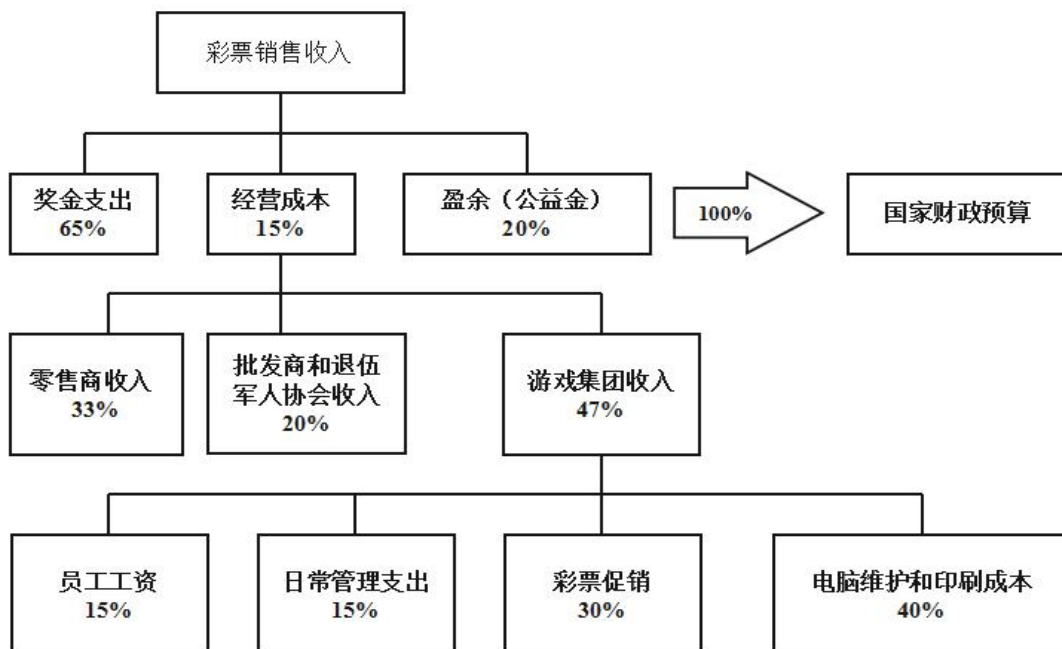 彩票销售收入
奖金支出
65%
经营成本
15%
盈余（公益金）
20%
100%
国家财政预算
零售商收入
33%
批发商和退伍
军人协会收入
20%
游戏集团收入
47%
员工工资
15%
日常管理支出
15%
彩票促销
30%
电脑维护和印刷成本
40%